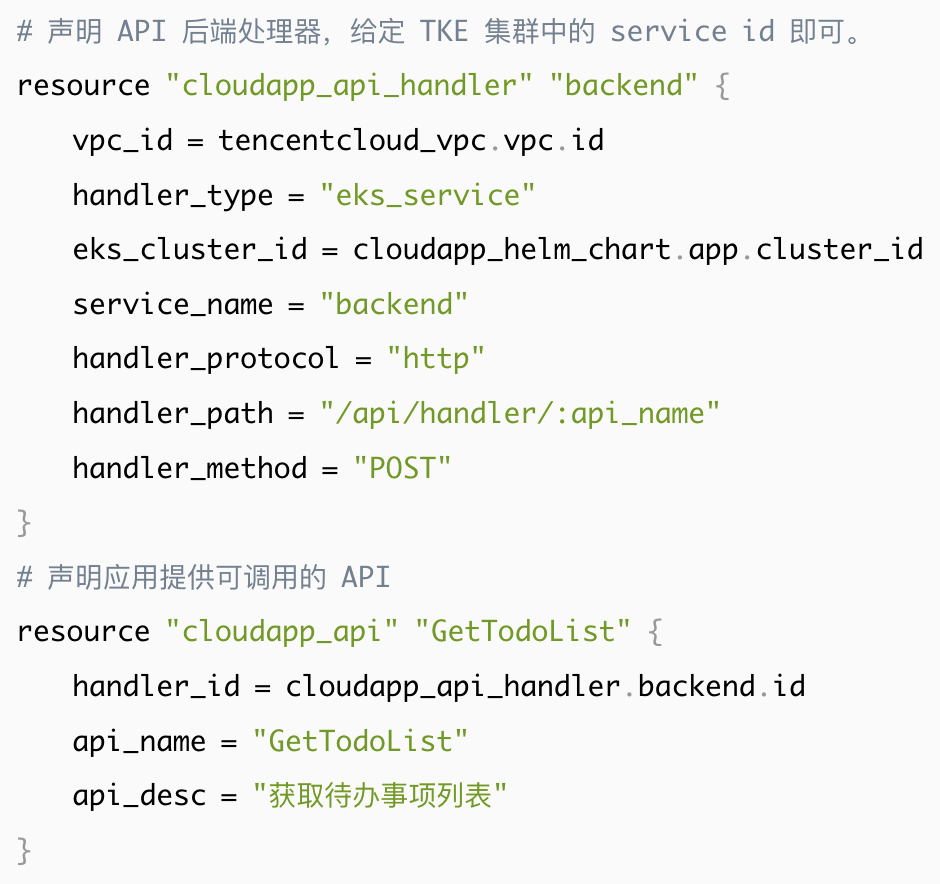 # 声明 API 后端处理器，给定 TKE 集群中的 service id 即可。
resource "cloudapp_api_handler" "backend" {
    vpc_id = tencentcloud_vpc.vpc.id
    handler_type = "eks_service"
    eks_cluster_id = cloudapp_helm_chart.app.cluster_id
    service_name = "backend"
    handler_protocol = "http"
    handler_path = "/api/handler/:api_name"
    handler_method = "POST"
}
# 声明应用提供可调用的 API
resource "cloudapp_api" "GetTodoList" {
    handler_id = cloudapp_api_handler.backend.id
    api_name = "GetTodoList"
    api_desc = "获取待办事项列表"
}